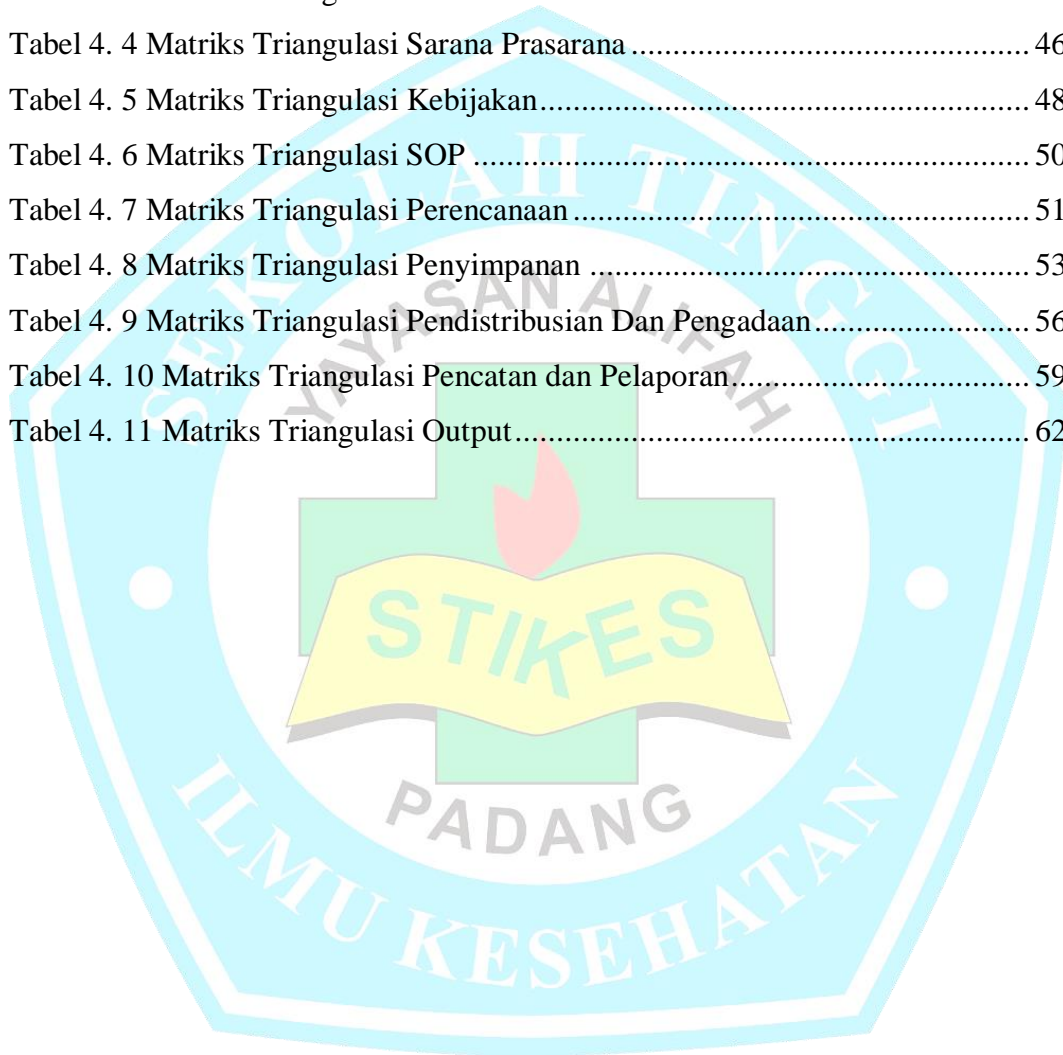 Tabel 4. 4 Matriks Triangulasi Sarana Prasarana ........................................................ 46
Tabel 4. 5 Matriks Triangulasi Kebijakan..................................................................... 48
Tabel 4. 6 Matriks Triangulasi SOP .............................................................................. 50
Tabel 4. 7 Matriks Triangulasi Perencanaan ................................................................ 51
Tabel 4. 8 Matriks Triangulasi Penyimpanan .............................................................. 53
Tabel 4. 9 Matriks Triangulasi Pendistribusian Dan Pengadaan.............................. 56
Tabel 4. 10 Matriks Triangulasi Pencatan dan Pelaporan.......................................... 59
Tabel 4. 11 Matriks Triangulasi Output......................................................................... 62
SEKOLAH TINGGI
YAYASAN ALIFAH
STIKES
PADANG
ILMU KESEHATAN